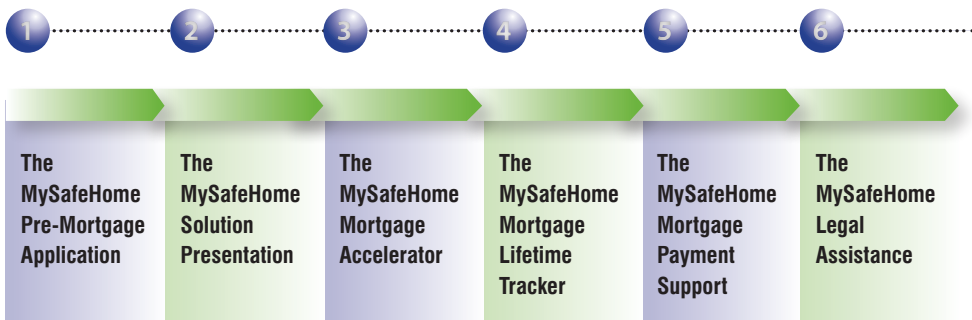 1 2 3 4 5 6
The
MySafeHome
Pre-Mortgage
Application
The
MySafeHome
Solution
Presentation
The
MySafeHome
Mortgage
Accelerator
The
MySafeHome
Mortgage
Lifetime
Tracker
The
MySafeHome
Mortgage
Payment
Support
The
MySafeHome
Legal
Assistance